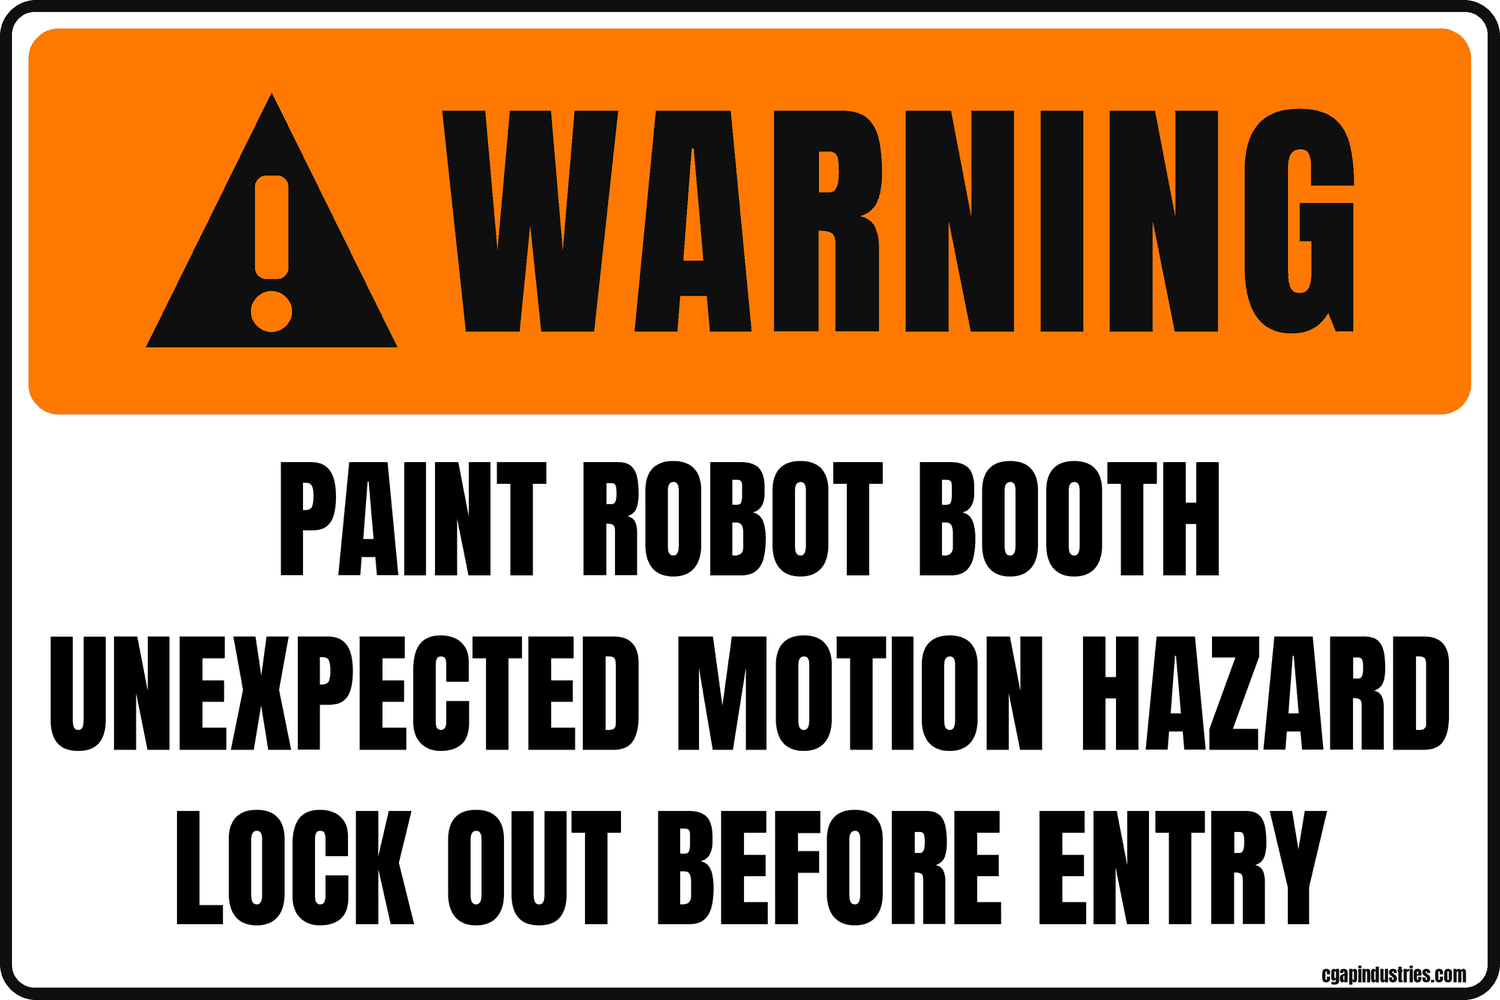 WARNING
PAINT ROBOT BOOTH
UNEXPECTED MOTION HAZARD
LOCK OUT BEFORE ENTRY
cgapindustries.com